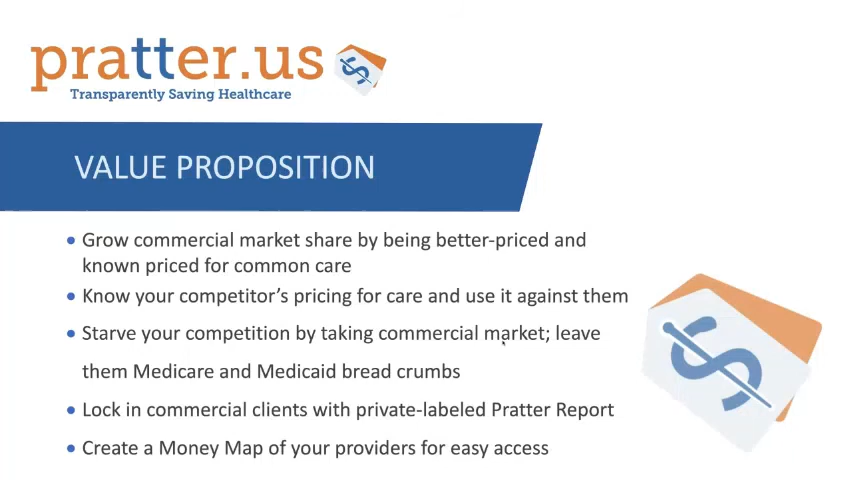 pratter.us
Transparently Saving Healthcare
VALUE PROPOSITION
• Grow commercial market share by being better-priced and
known priced for common care
• Know your competitor's pricing for care and use it against them
• Starve your competition by taking commercial market; leave
them Medicare and Medicaid bread crumbs
• Lock in commercial clients with private-labeled Pratter Report
• Create a Money Map of your providers for easy access